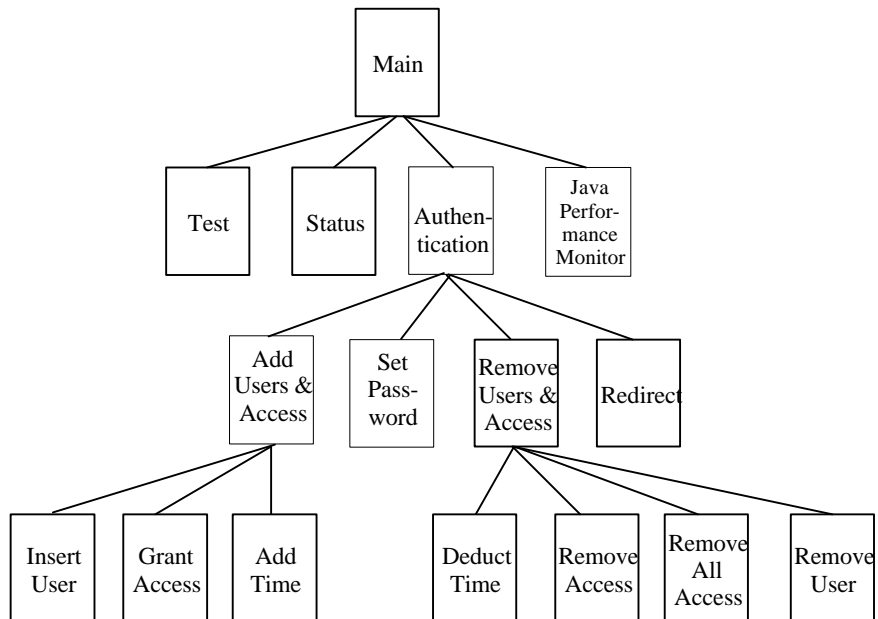 Main
Test
Status
Authen-
tication
Java
Perfor-
mance
Monitor
Add
Users &
Access
Set
Pass-
word
Remove
Users &
Access
Redirect
Insert
User
Grant
Access
Add
Time
Deduct
Time
Remove
Access
Remove
All
Access
Remove
User